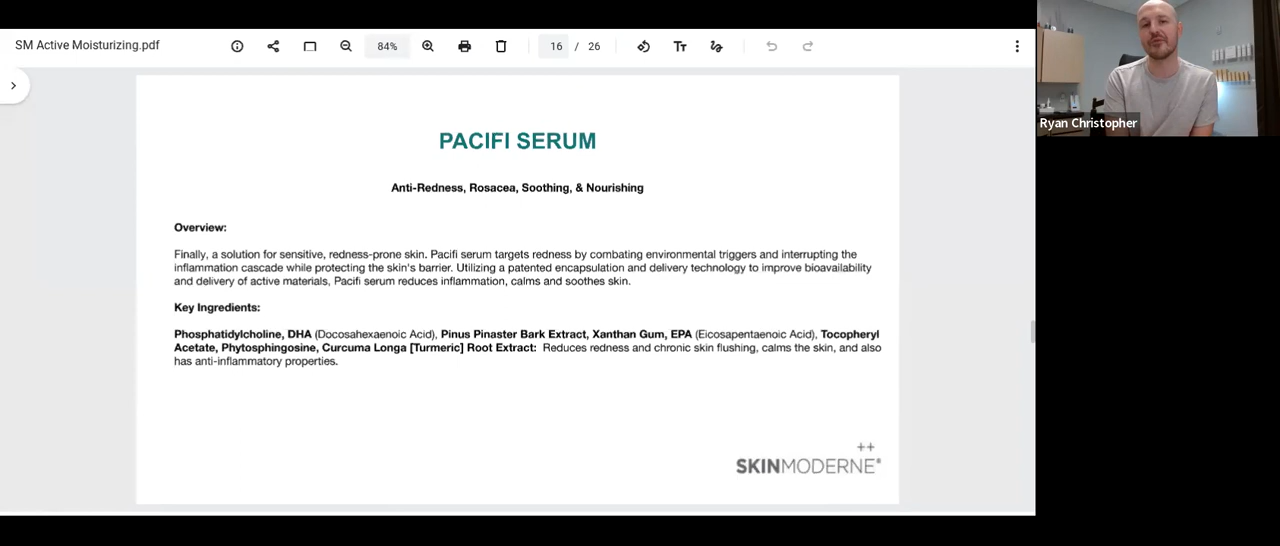 SM Active Moisturizing.pdf
84%
16 / 26
Ryan Christopher
PACIFI SERUM
Anti-Redness, Rosacea, Soothing, & Nourishing
Overview:
Finally, a solution for sensitive, redness-prone skin. Pacifi serum targets redness by combating environmental triggers and interrupting the
inflammation cascade while protecting the skin's barrier. Utilizing a patented encapsulation and delivery technology to improve bioavailability
and delivery of active materials, Pacifi serum reduces inflammation, calms and soothes skin.
Key Ingredients:
Phosphatidylcholine, DHA (Docosahexaenoic Acid), Pinus Pinaster Bark Extract, Xanthan Gum, EPA (Eicosapentaenoic Acid), Tocopheryl
Acetate, Phytosphingosine, Curcuma Longa [Turmeric] Root Extract: Reduces redness and chronic skin flushing, calms the skin, and also
has anti-inflammatory properties.
++
SKINMODERNE®